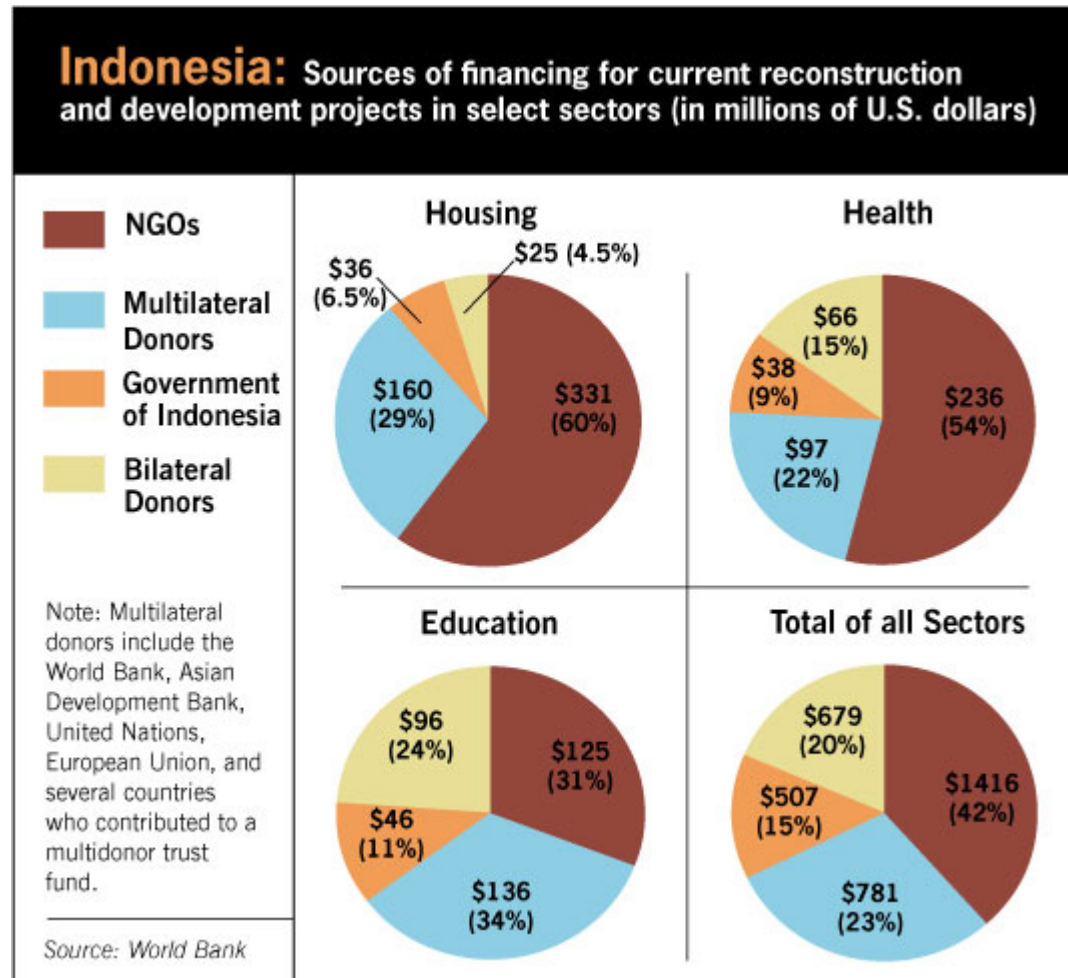 Indonesia: Sources of financing for current reconstruction
and development projects in select sectors (in millions of U.S. dollars)
NGOs
Multilateral
Donors
Government
of Indonesia
Bilateral
Donors
Note: Multilateral
donors include the
World Bank, Asian
Development Bank,
United Nations,
European Union, and
several countries
who contributed to a
multidonor trust
fund.
Source: World Bank
Housing
$36
(6.5%)
$25 (4.5%)
$160
(29%)
$331
(60%)
Health
$66
(15%)
$38
(9%)
$97
(22%)
$236
(54%)
Education
$96
(24%)
$125
(31%)
$46
(11%)
$136
(34%)
Total of all Sectors
$679
(20%)
$507
(15%)
$1416
(42%)
$781
(23%)